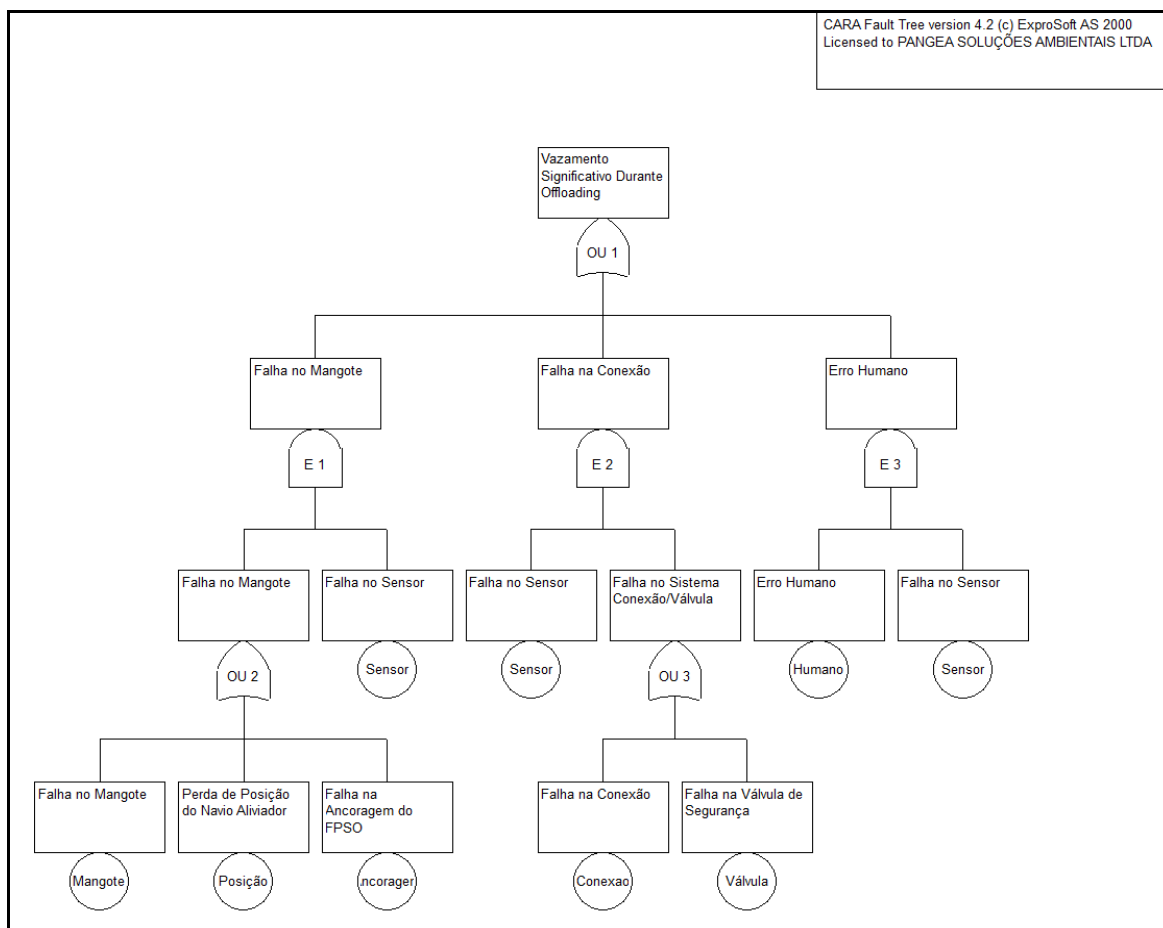 CARA Fault Tree version 4.2 (c) ExproSoft AS 2000
Licensed to PANGEA SOLUÇÕES AMBIENTAIS LTDA
Vazamento
Significativo Durante
Offloading
OU 1
Falha no Mangote
Falha na Conexão
Erro Humano
E 1
E 2
E 3
Falha no Mangote
Falha no Sensor
Falha no Sensor
Falha no Sistema
Conexão/Válvula
Erro Humano
Falha no Sensor
OU 2
Sensor
Sensor
OU 3
Humano
Sensor
Falha no Mangote
Perda de Posição
do Navio Aliviador
Falha na
Ancoragem do
FPSO
Falha na Conexão
Falha na Válvula de
Segurança
Mangote
Posição
ncorager
Conexao
Válvula